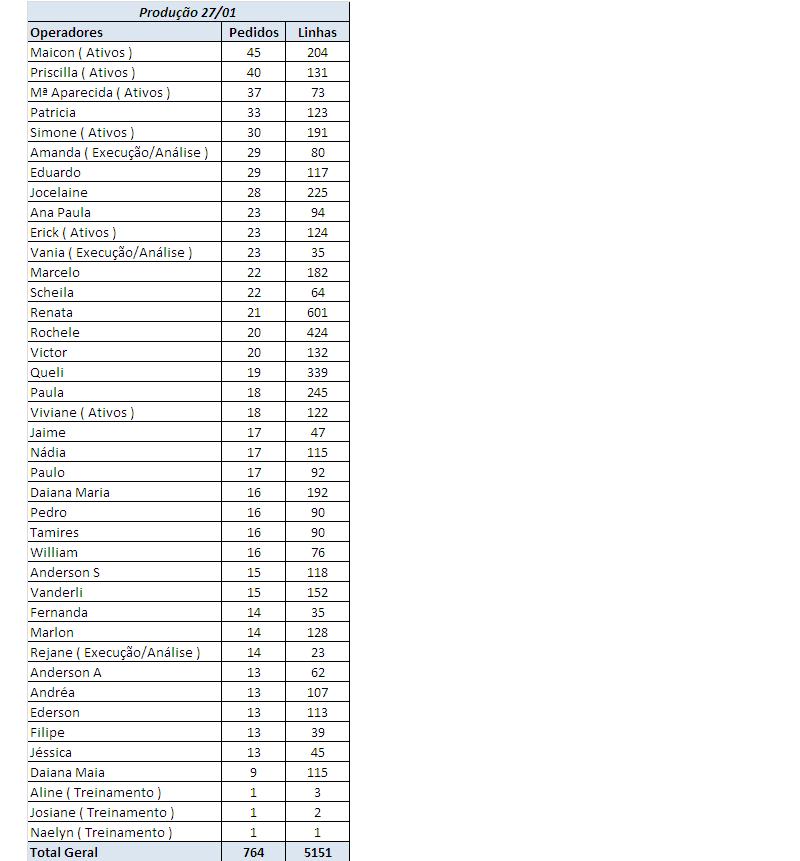 Produção 27/01
Operadores Pedidos Linhas
Maicon ( Ativos ) 45 204
Priscilla ( Ativos ) 40 131
Mª Aparecida ( Ativos ) 37 73
Patricia 33 123
Simone ( Ativos ) 30 191
Amanda ( Execução/Análise ) 29 80
Eduardo 29 117
Jocelaine 28 225
Ana Paula 23 94
Erick ( Ativos ) 23 124
Vania ( Execução/Análise ) 23 35
Marcelo 22 182
Scheila 22 64
Renata 21 601
Rochele 20 424
Victor 20 132
Queli 19 339
Paula 18 245
Viviane ( Ativos ) 18 122
Jaime 17 47
Nádia 17 115
Paulo 17 92
Daiana Maria 16 192
Pedro 16 90
Tamires 16 90
William 16 76
Anderson S 15 118
Vanderli 15 152
Fernanda 14 35
Marlon 14 128
Rejane ( Execução/Análise ) 14 23
Anderson A 13 62
Andréa 13 107
Ederson 13 113
Filipe 13 39
Jéssica 13 45
Daiana Maia 9 115
Aline ( Treinamento ) 1 3
Josiane ( Treinamento ) 1 2
Naelyn ( Treinamento ) 1 1
Total Geral 764 5151